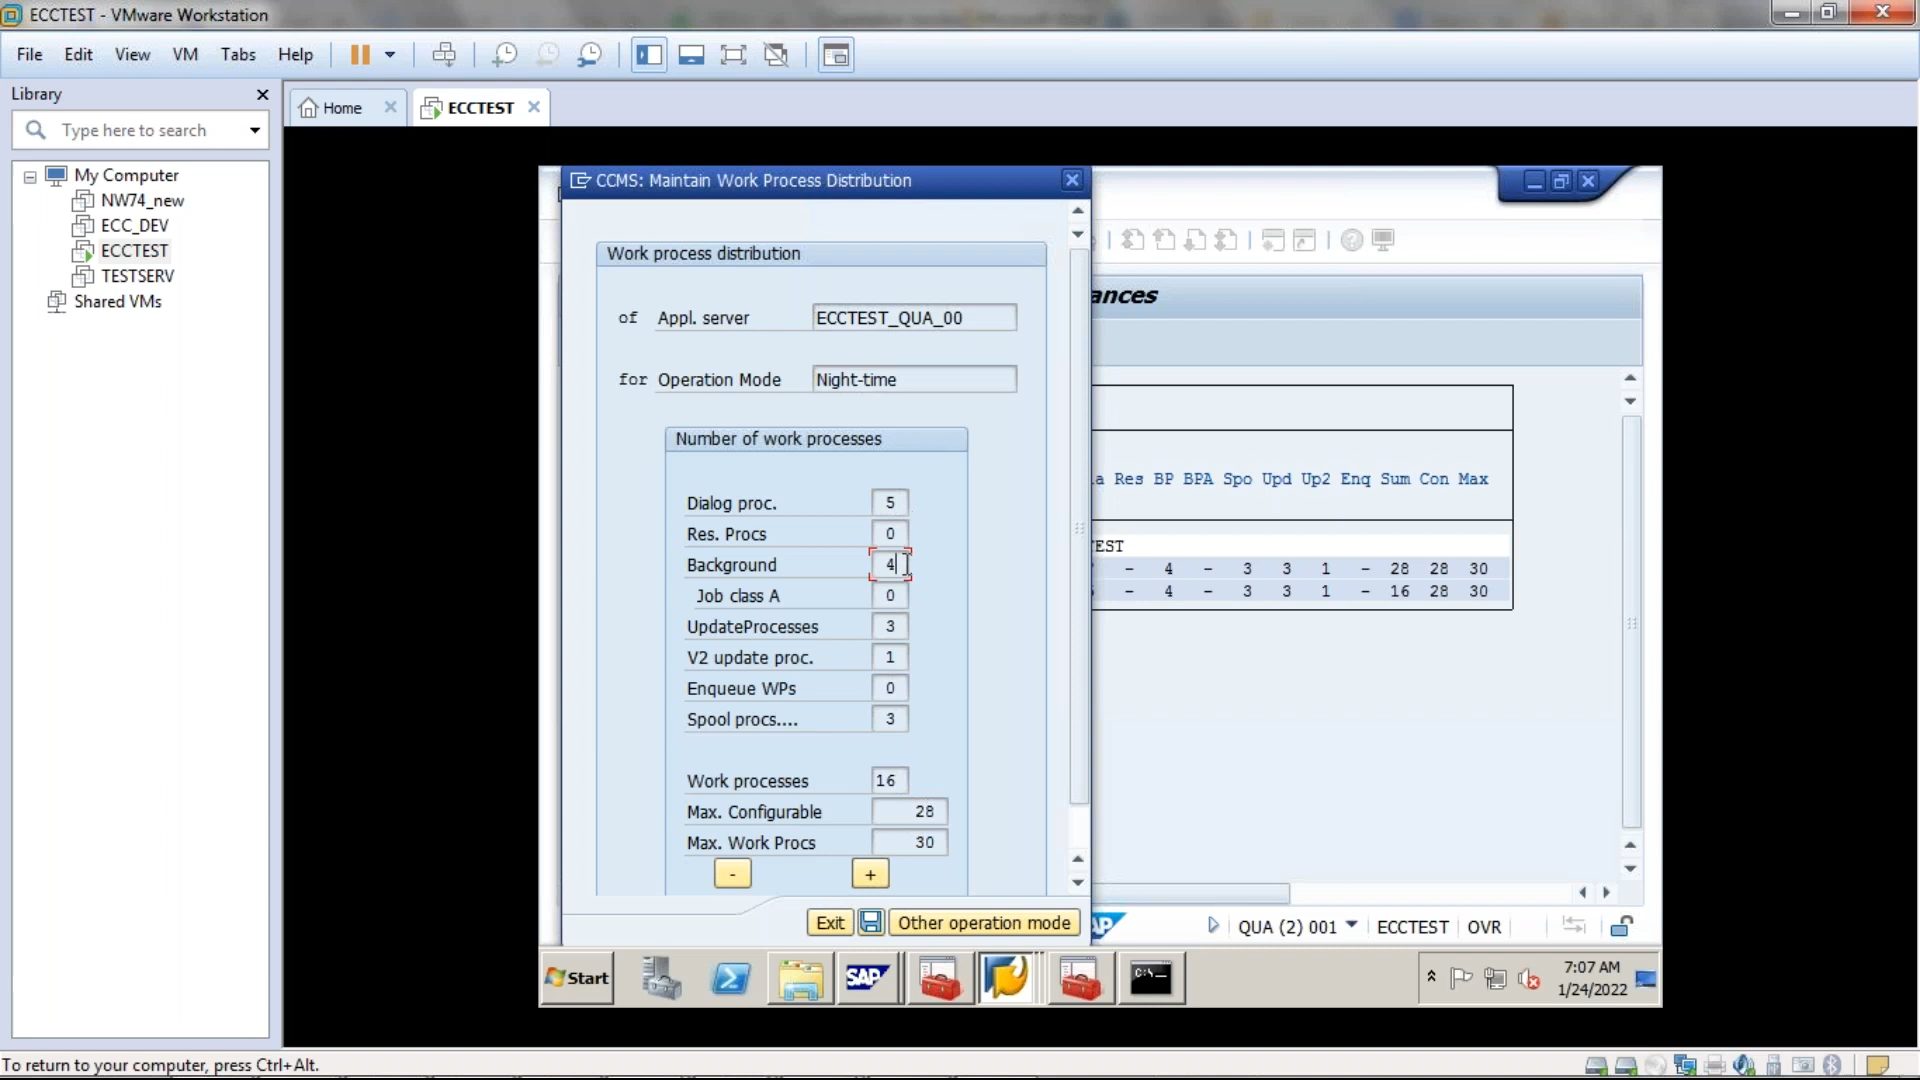 ECCTEST - VMware Workstation
File Edit View VM Tabs Help
Library
Home
ECCTEST
Type here to search
My Computer
NW74_new
ECC_DEV
ECCTEST
TESTSERV
Shared VMs
CCMS: Maintain Work Process Distribution
ances
Work process distribution
of Appl. server ECCTEST_QUA_00
for Operation Mode Night-time
Number of work processes
Dialog proc. 5
Res. Procs 0
Background 4
Job class A 0
UpdateProcesses 3
V2 update proc. 1
Enqueue WPs 0
Spool procs.... 3
Work processes 16
Max. Configurable 28
Max. Work Procs 30
- +
Exit Other operation mode
a Res BP BPA Spo Upd Up2 Enq Sum Con Max
EST
- 4 - 3 3 1 - 28 28 30
- 4 - 3 3 1 - 16 28 30
QUA (2) 001 ECCTEST OVR
Start
SAP
C:\_
7:07 AM
1/24/2022
To return to your computer, press Ctrl+Alt.